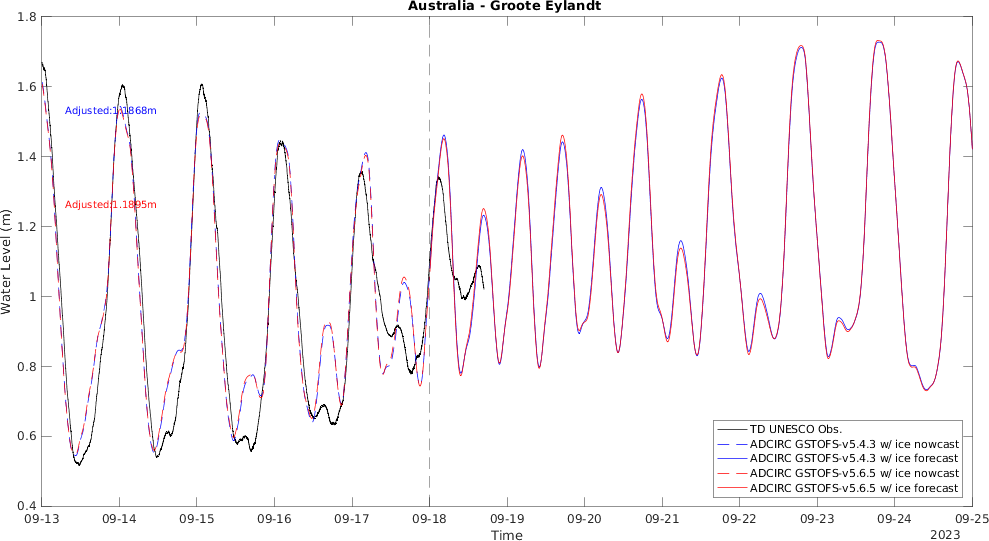 Australia - Groote Eylandt
1.8
1.6
1.4
1.2
1
0.8
0.6
0.4
Water Level (m)
Adjusted:1.1868m
Adjusted:1.1895m
TD UNESCO Obs.
ADCIRC GSTOFS-v5.4.3 w/ ice nowcast
ADCIRC GSTOFS-v5.4.3 w/ ice forecast
ADCIRC GSTOFS-v5.6.5 w/ ice nowcast
ADCIRC GSTOFS-v5.6.5 w/ ice forecast
09-13 09-14 09-15 09-16 09-17 09-18 09-19 09-20 09-21 09-22 09-23 09-24 09-25
Time
2023